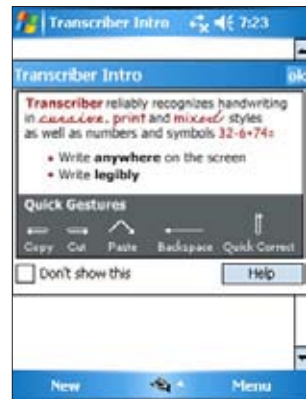 Transcriber Intro 7:23
Transcriber Intro ok
Transcriber reliably recognizes handwriting
in cursive, print and mixed styles
as well as numbers and symbols 32-6+74=
• Write anywhere on the screen
• Write legibly
Quick Gestures
Copy Cut Paste Backspace Quick Correct
Don't show this Help
New Menu